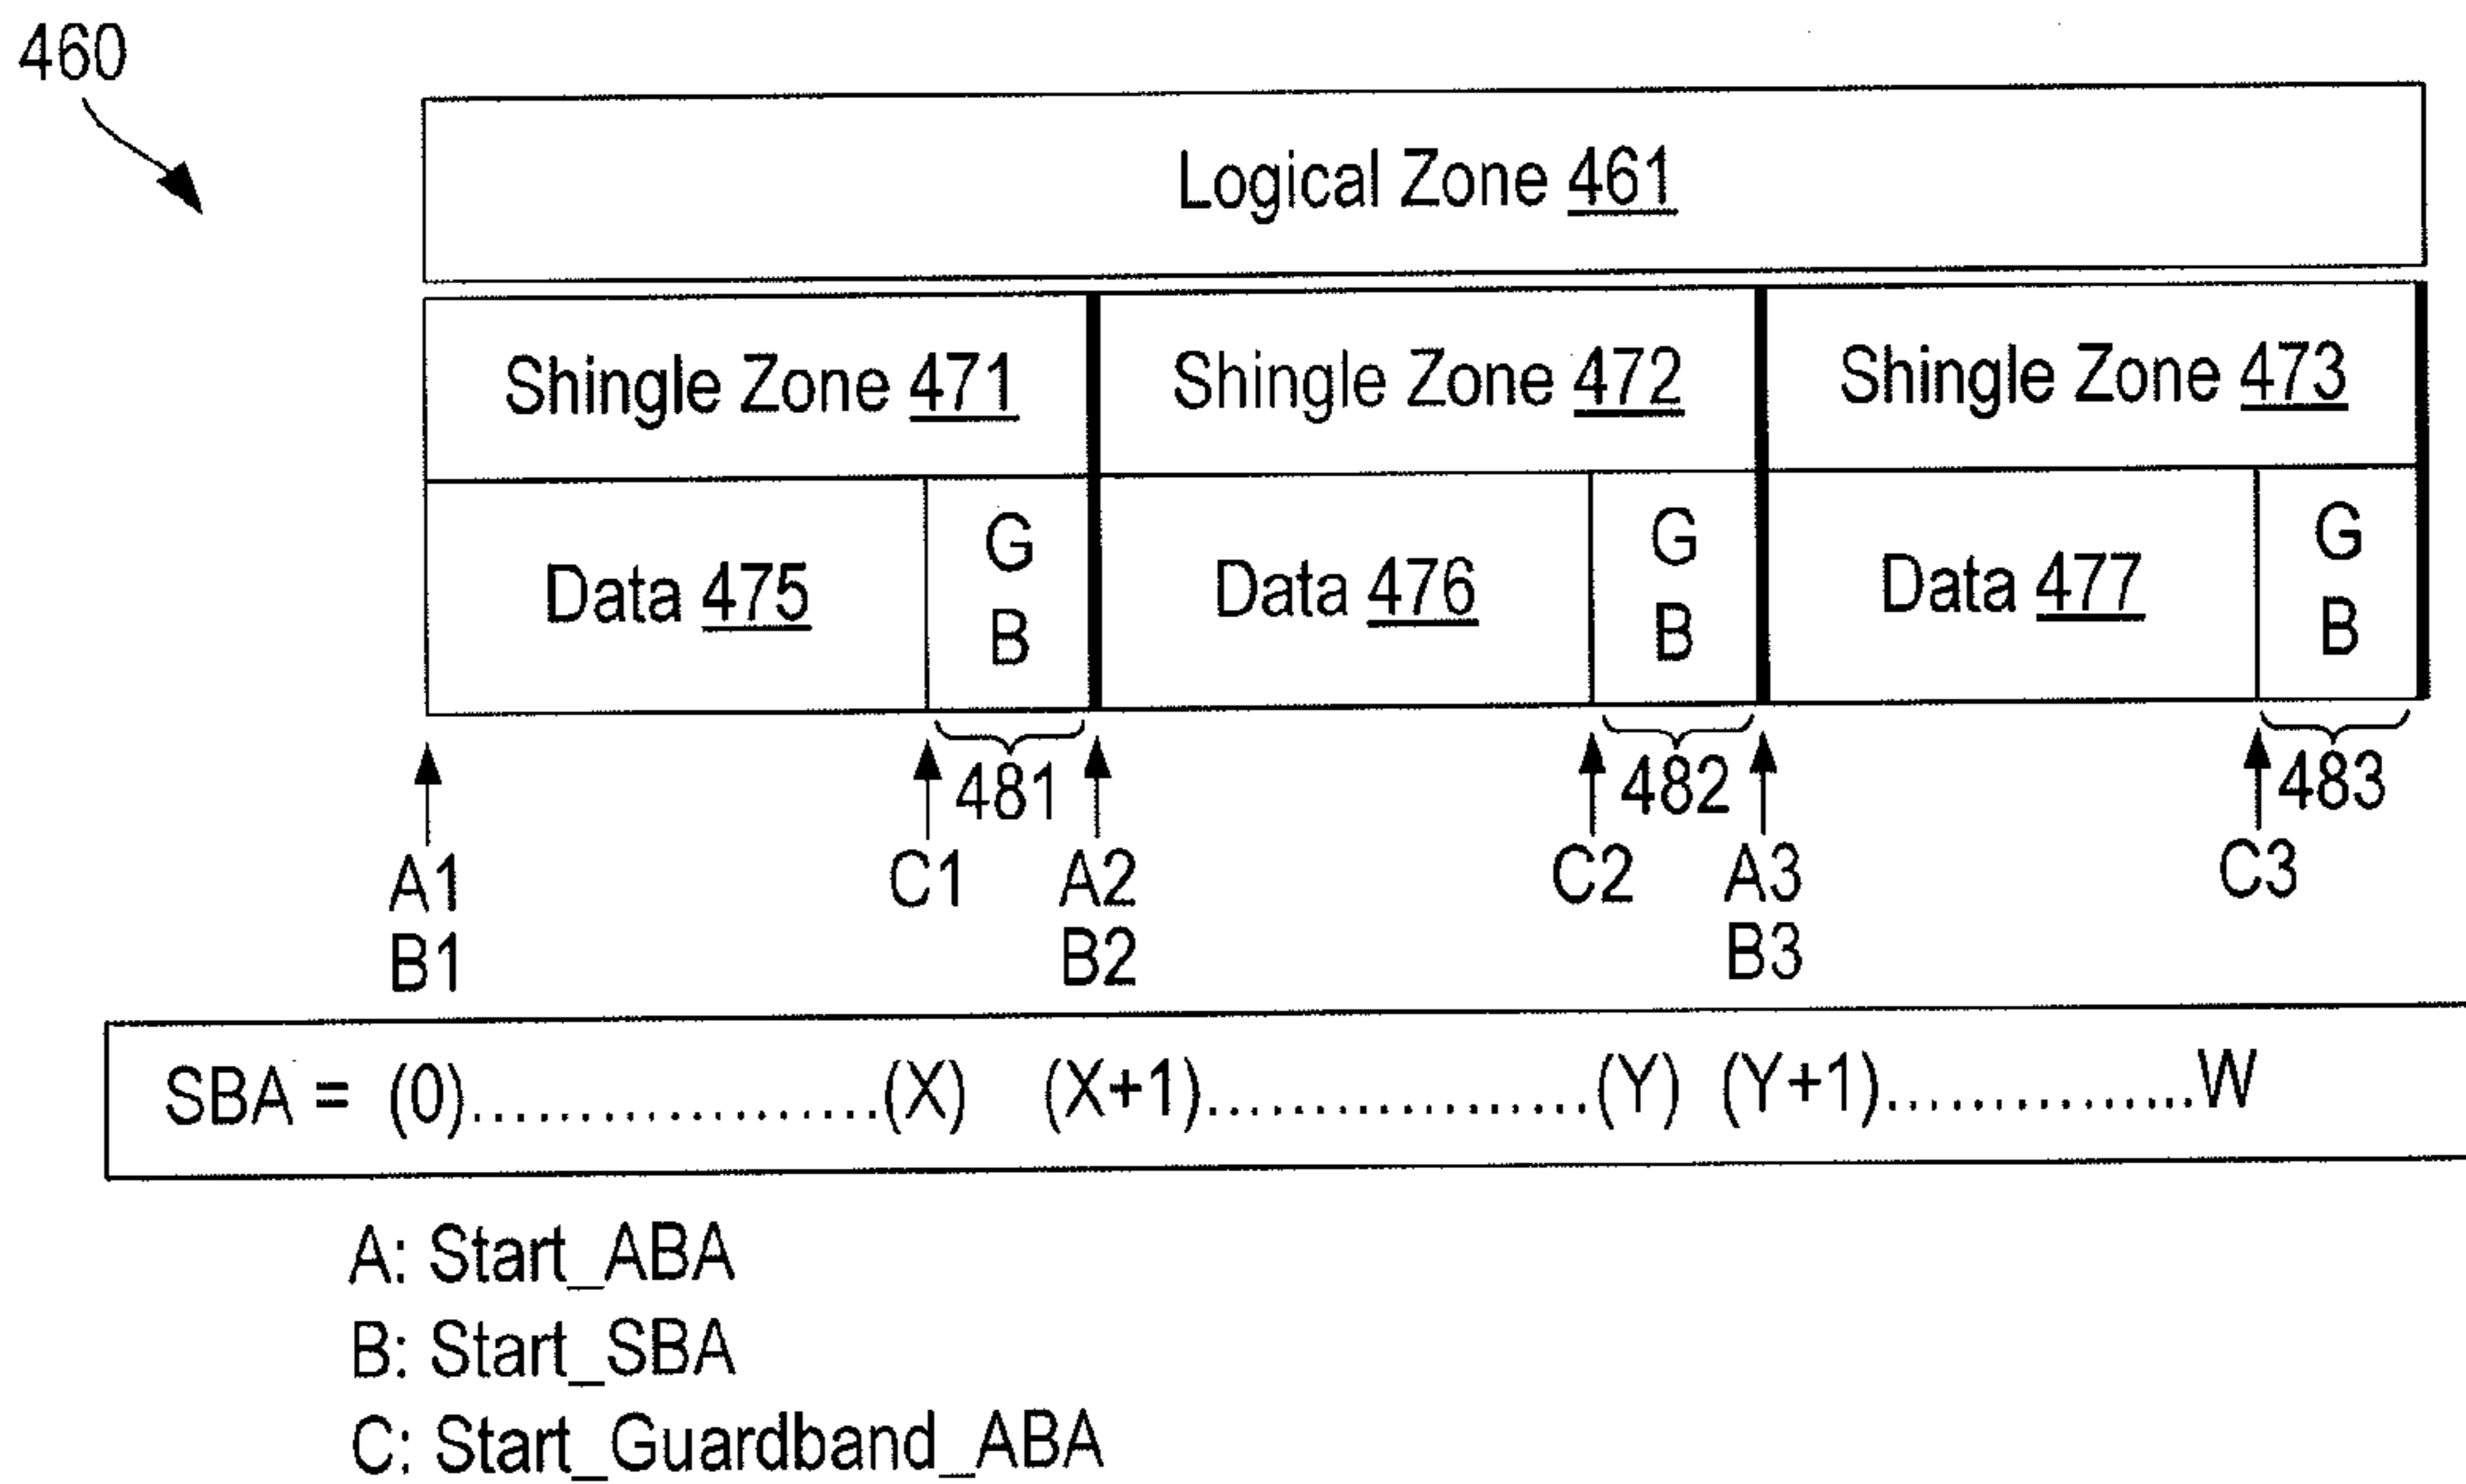 460
Logical Zone 461
Shingle Zone 471 Shingle Zone 472 Shingle Zone 473
Data 475 G B Data 476 G B Data 477 G B
481 482 483
C1 A2 C2 A3 C3
A1
B1 B2 B3
SBA = (0)....................(X) (X+1)...................(Y) (Y+1)...............W
A: Start_ABA
B: Start_SBA
C: Start_Guardband_ABA